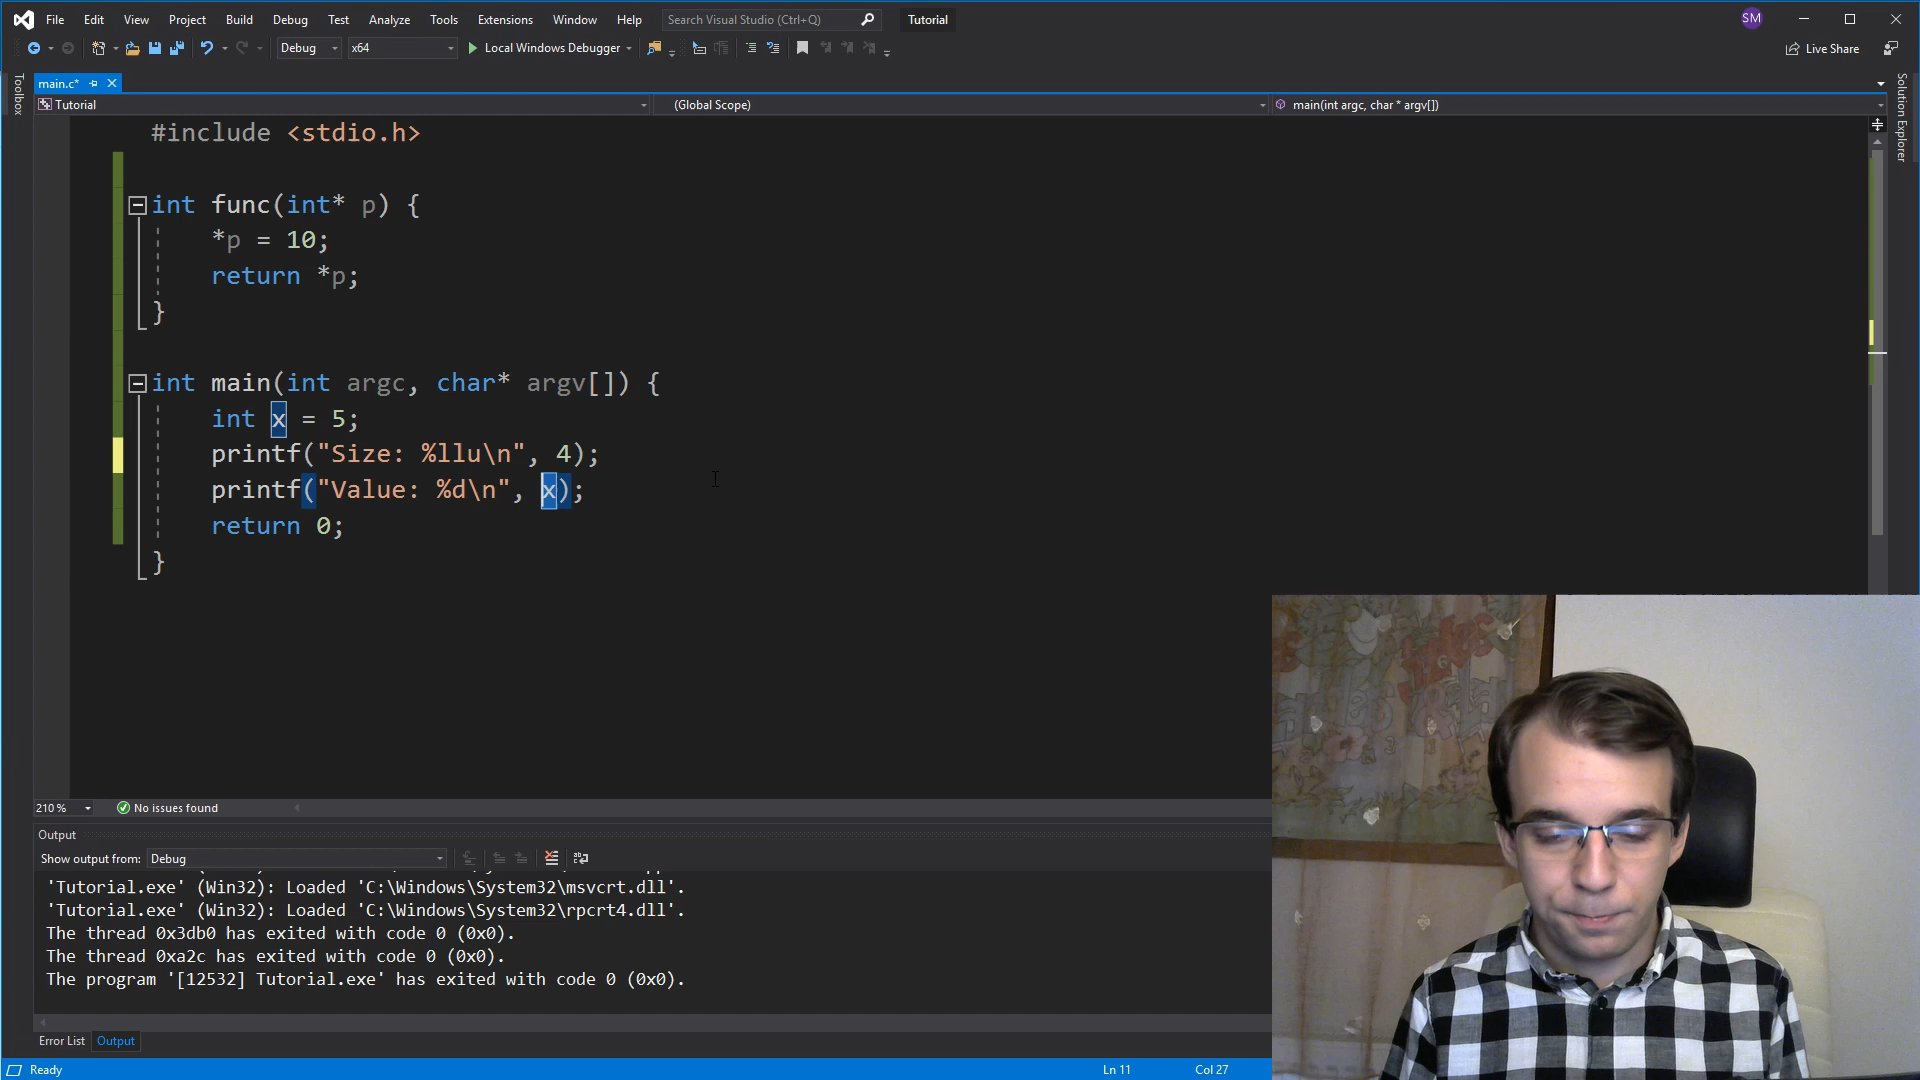 File Edit View Project Build Debug Test Analyze Tools Extensions Window Help Search Visual Studio (Ctrl+Q) Tutorial SM
Debug x64 Local Windows Debugger Live Share
Toolbox
main.c*
Solution Explorer
Tutorial (Global Scope) main(int argc, char * argv[])
#include <stdio.h>
int func(int* p) {
*p = 10;
return *p;
}
int main(int argc, char* argv[]) {
int x = 5;
printf("Size: %llu\n", 4);
printf("Value: %d\n", x);
return 0;
}
210 % No issues found
Output
Show output from: Debug
'Tutorial.exe' (Win32): Loaded 'C:\Windows\System32\msvcrt.dll'.
'Tutorial.exe' (Win32): Loaded 'C:\Windows\System32\rpcrt4.dll'.
The thread 0x3db0 has exited with code 0 (0x0).
The thread 0xa2c has exited with code 0 (0x0).
The program '[12532] Tutorial.exe' has exited with code 0 (0x0).
Error List Output
Ready Ln 11 Col 27